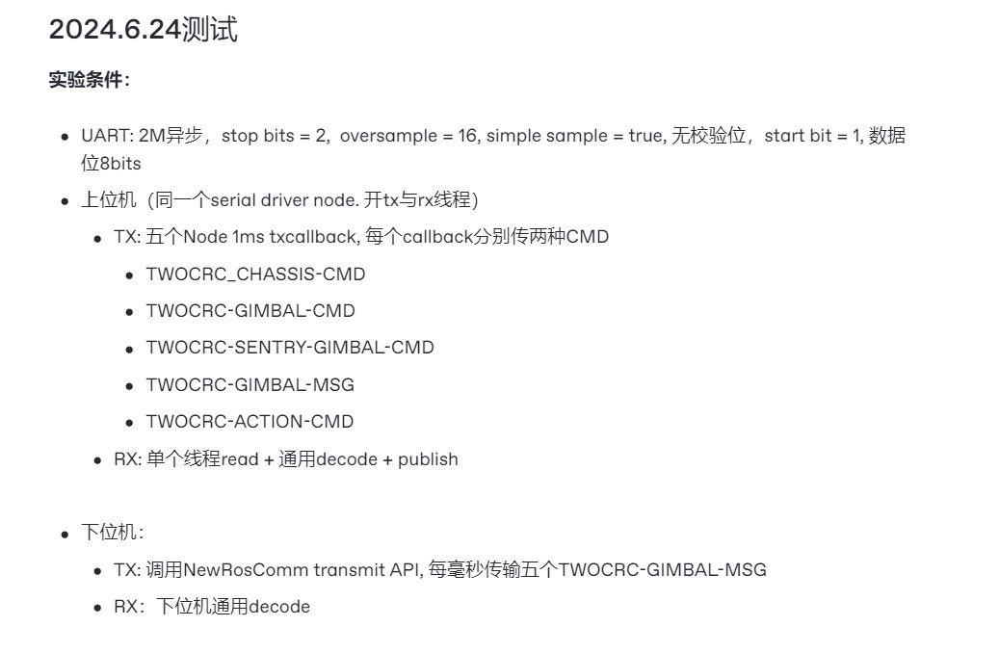 2024.6.24测试
实验条件：
UART: 2M异步，stop bits = 2,  oversample = 16, simple sample = true, 无校验位，start bit = 1, 数据
位8bits
上位机（同一个serial driver node. 开tx与rx线程）
TX: 五个Node 1ms txcallback, 每个callback分别传两种CMD
TWOCRC_CHASSIS-CMD
TWOCRC-GIMBAL-CMD
TWOCRC-SENTRY-GIMBAL-CMD
TWOCRC-GIMBAL-MSG
TWOCRC-ACTION-CMD
RX: 单个线程read + 通用decode + publish
下位机：
TX: 调用NewRosComm transmit API, 每毫秒传输五个TWOCRC-GIMBAL-MSG
RX：下位机通用decode